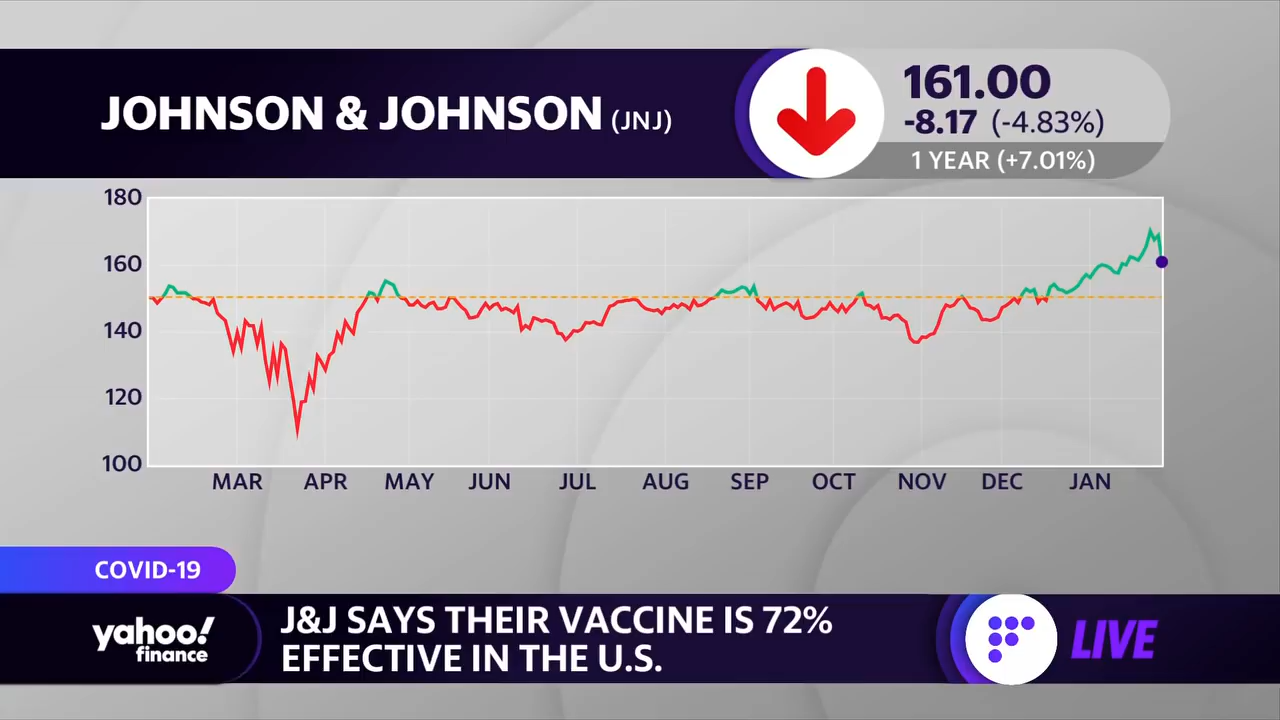 JOHNSON & JOHNSON (JNJ)
161.00
-8.17 (-4.83%)
1 YEAR (+7.01%)
180
160
140
120
100
MAR APR MAY JUN JUL AUG SEP OCT NOV DEC JAN
COVID-19
yahoo!
finance
J&J SAYS THEIR VACCINE IS 72%
EFFECTIVE IN THE U.S.
LIVE